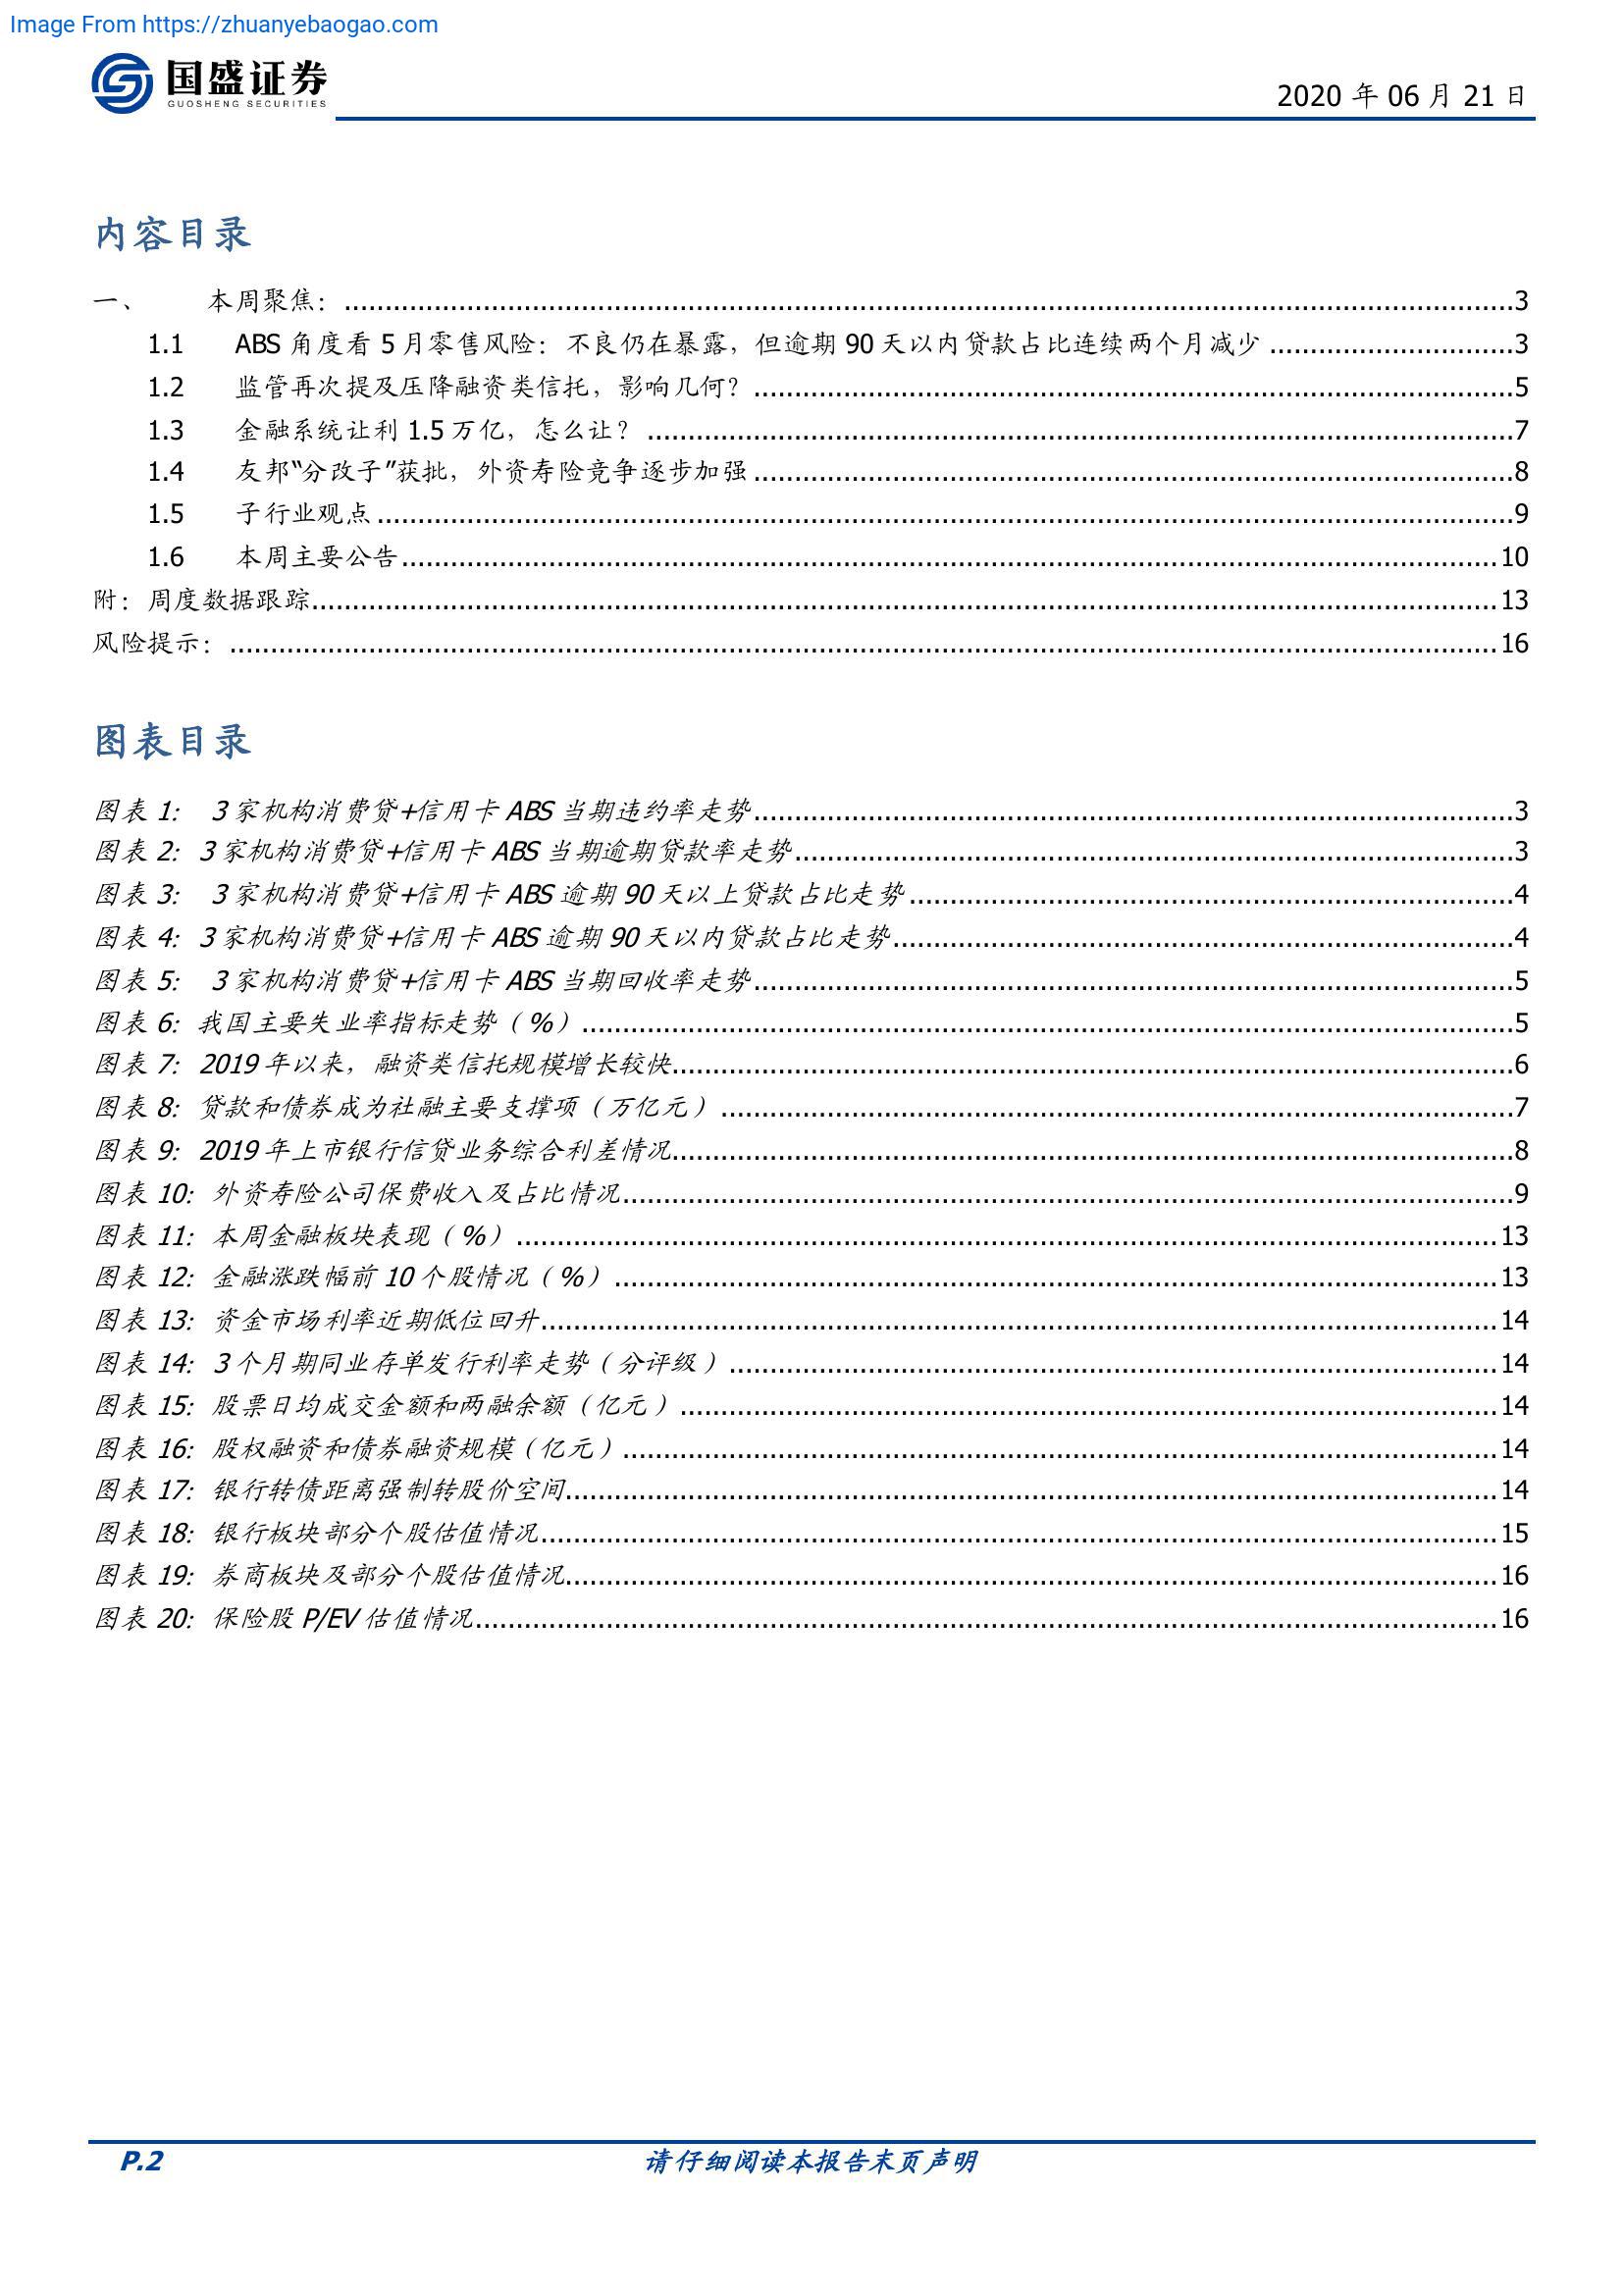 Image From https://zhuanyebaogao.com
国盛证券
GUOSHENG SECURITIES
2020 年 06 月 21 日
内容目录
一、 本周聚焦：...3
1.1 ABS 角度看 5 月零售风险：不良仍在暴露，但逾期 90 天以内贷款占比连续两个月减少...3
1.2 监管再次提及压降融资类信托，影响几何？...5
1.3 金融系统让利 1.5 万亿，怎么让？...7
1.4 友邦“分改子”获批，外资寿险竞争逐步加强...8
1.5 子行业观点...9
1.6 本周主要公告...10
附：周度数据跟踪...13
风险提示：...16
图表目录
图表 1： 3 家机构消费贷+信用卡 ABS 当期违约率走势...3
图表 2：3 家机构消费贷+信用卡 ABS 当期逾期贷款率走势...3
图表 3： 3 家机构消费贷+信用卡 ABS 逾期 90 天以上贷款占比走势...4
图表 4：3 家机构消费贷+信用卡 ABS 逾期 90 天以内贷款占比走势...4
图表 5： 3 家机构消费贷+信用卡 ABS 当期回收率走势...5
图表 6：我国主要失业率指标走势（%）...5
图表 7：2019 年以来，融资类信托规模增长较快...6
图表 8：贷款和债券成为社融主要支撑项（万亿元）...7
图表 9：2019 年上市银行信贷业务综合利差情况...8
图表 10：外资寿险公司保费收入及占比情况...9
图表 11：本周金融板块表现（%）...13
图表 12：金融涨跌幅前 10 个股情况（%）...13
图表 13：资金市场利率近期低位回升...14
图表 14：3 个月期同业存单发行利率走势（分评级）...14
图表 15：股票日均成交金额和两融余额（亿元）...14
图表 16：股权融资和债券融资规模（亿元）...14
图表 17：银行转债距离强制转股价空间...14
图表 18：银行板块部分个股估值情况...15
图表 19：券商板块及部分个股估值情况...16
图表 20：保险股 P/EV 估值情况...16
P.2 请仔细阅读本报告末页声明